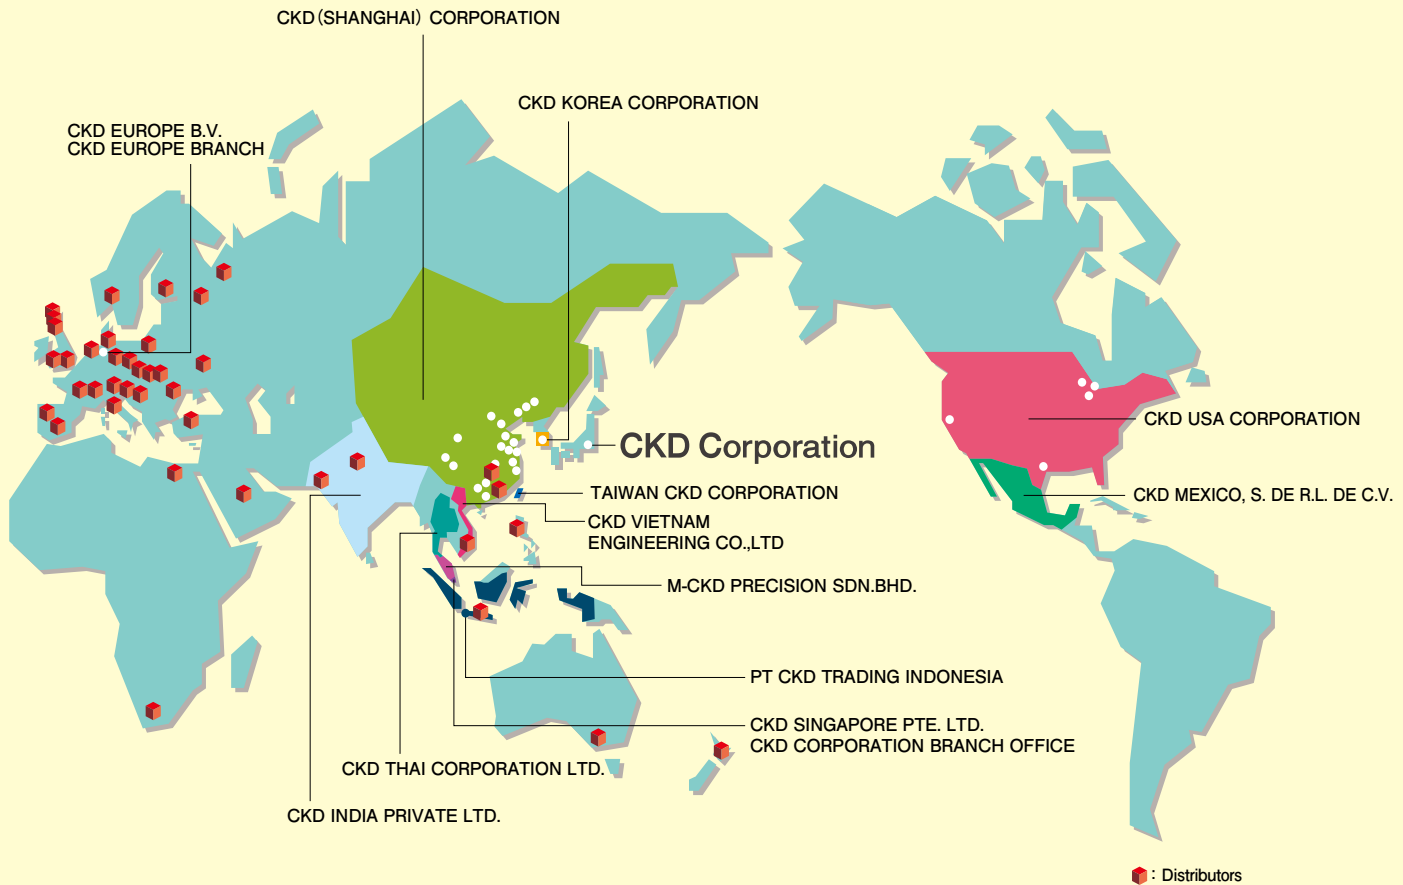 CKD(SHANGHAI) CORPORATION
CKD KOREA CORPORATION
CKD EUROPE B.V.
CKD EUROPE BRANCH
CKD USA CORPORATION
CKD Corporation
TAIWAN CKD CORPORATION
CKD MEXICO, S. DE R.L. DE C.V.
CKD VIETNAM
ENGINEERING CO.,LTD
M-CKD PRECISION SDN.BHD.
PT CKD TRADING INDONESIA
CKD SINGAPORE PTE. LTD.
CKD CORPORATION BRANCH OFFICE
CKD THAI CORPORATION LTD.
CKD INDIA PRIVATE LTD.
: Distributors